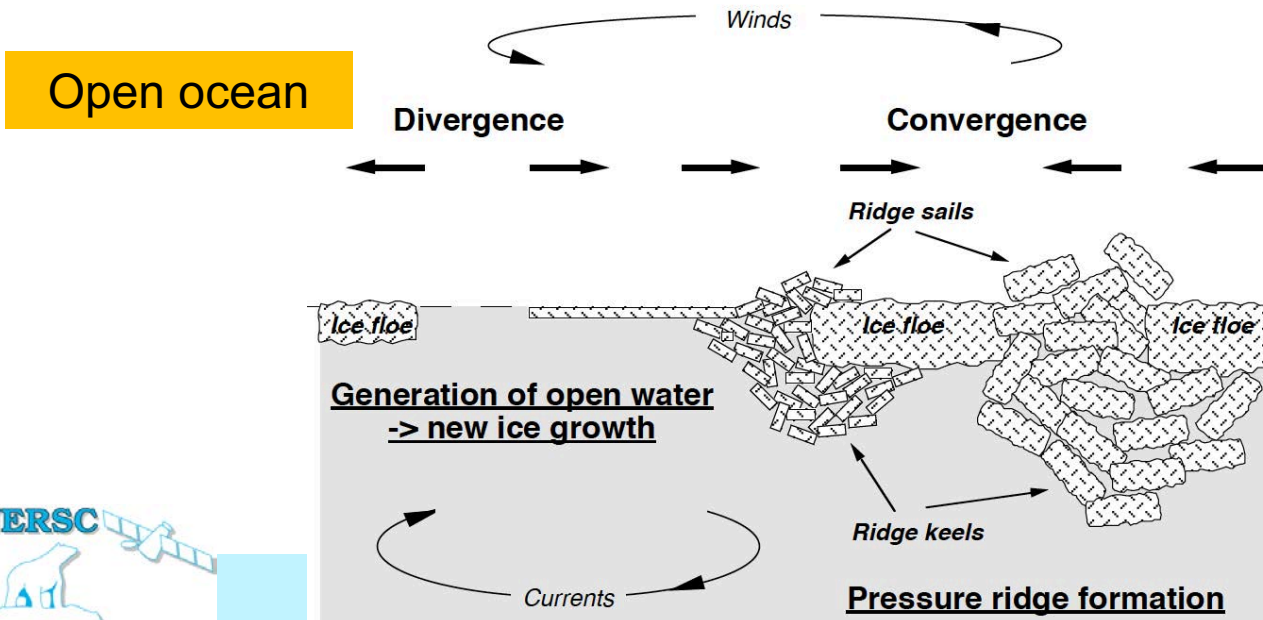 Winds
Open ocean
Divergence
Convergence
Ridge sails
Ice floe
Ice floe
Ice floe
Generation of open water
-> new ice growth
Ridge keels
Currents
Pressure ridge formation
ERSC